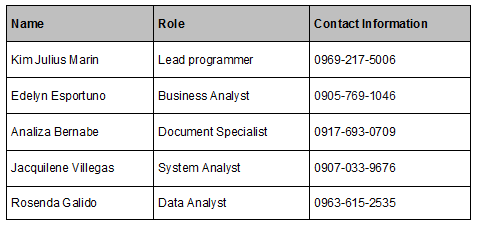 Name Role Contact Information
Kim Julius Marin Lead programmer 0969-217-5006
Edelyn Esportuno Business Analyst 0905-769-1046
Analiza Bernabe Document Specialist 0917-693-0709
Jacquilene Villegas System Analyst 0907-033-9676
Rosenda Galido Data Analyst 0963-615-2535